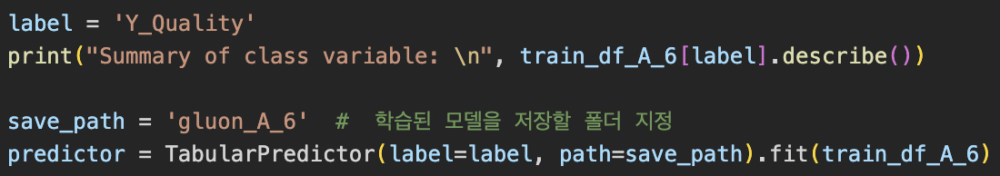 label = 'Y_Quality'
print("Summary of class variable: \n", train_df_A_6[label].describe())
save_path = 'gluon_A_6'  #  학습된 모델을 저장할 폴더 지정
predictor = TabularPredictor(label=label, path=save_path).fit(train_df_A_6)